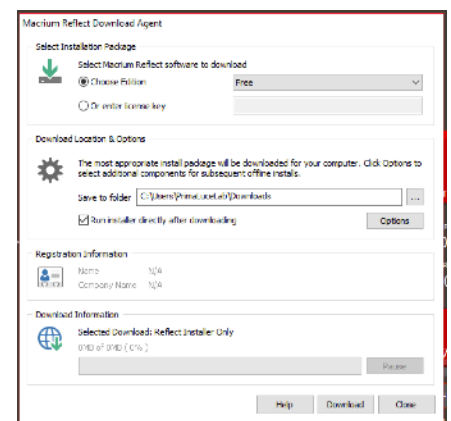 Macrium Reflect Download Agent
Select Installation Package
Select Macrium Reflect software to download
Choose Edition
Free
Or enter license key
Download Location & Options
The most appropriate install package will be downloaded for your computer. Click Options to
select additional components for subsequent offline installs.
Save to folder
C:\Users\PrimaLuceLab\Downloads
...
Run installer directly after downloading
Options
Registration Information
Name N/A
Company Name N/A
Download Information
Selected Download: Reflect Installer Only
0MB of 0MB ( 0% )
Pause
Help
Download
Close